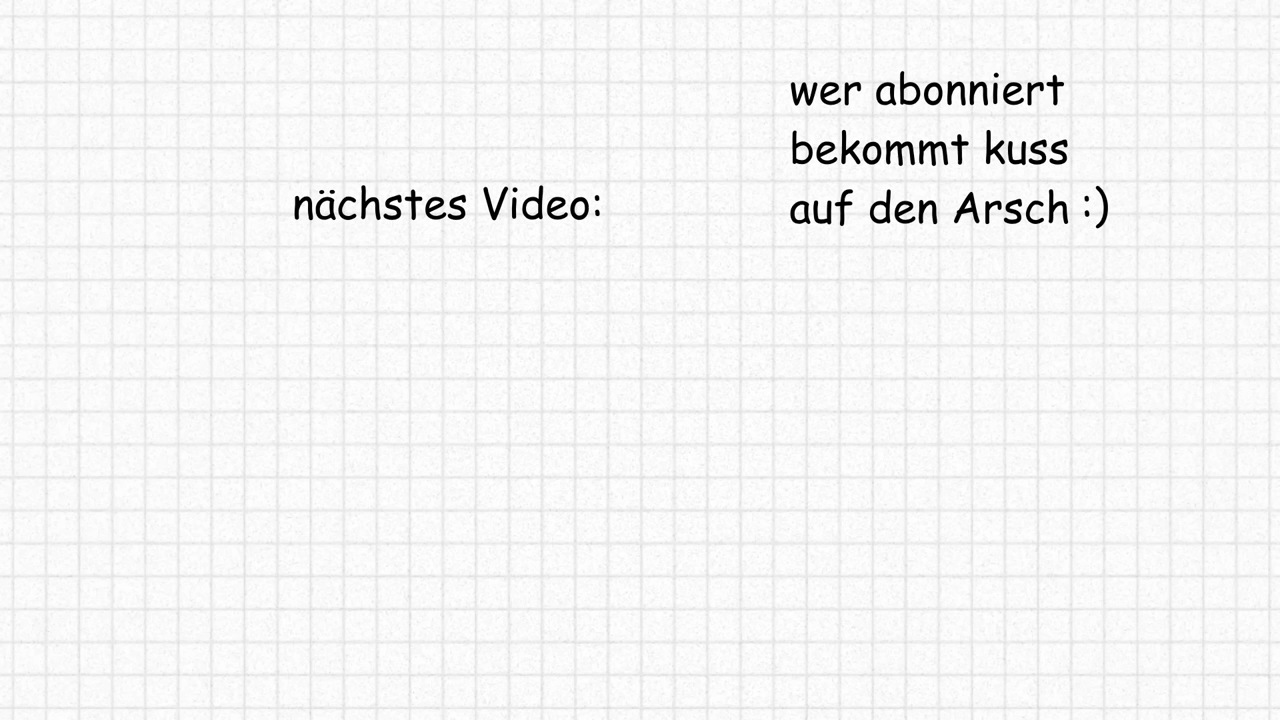 nächstes Video:
wer abonniert
bekommt kuss
auf den Arsch :)